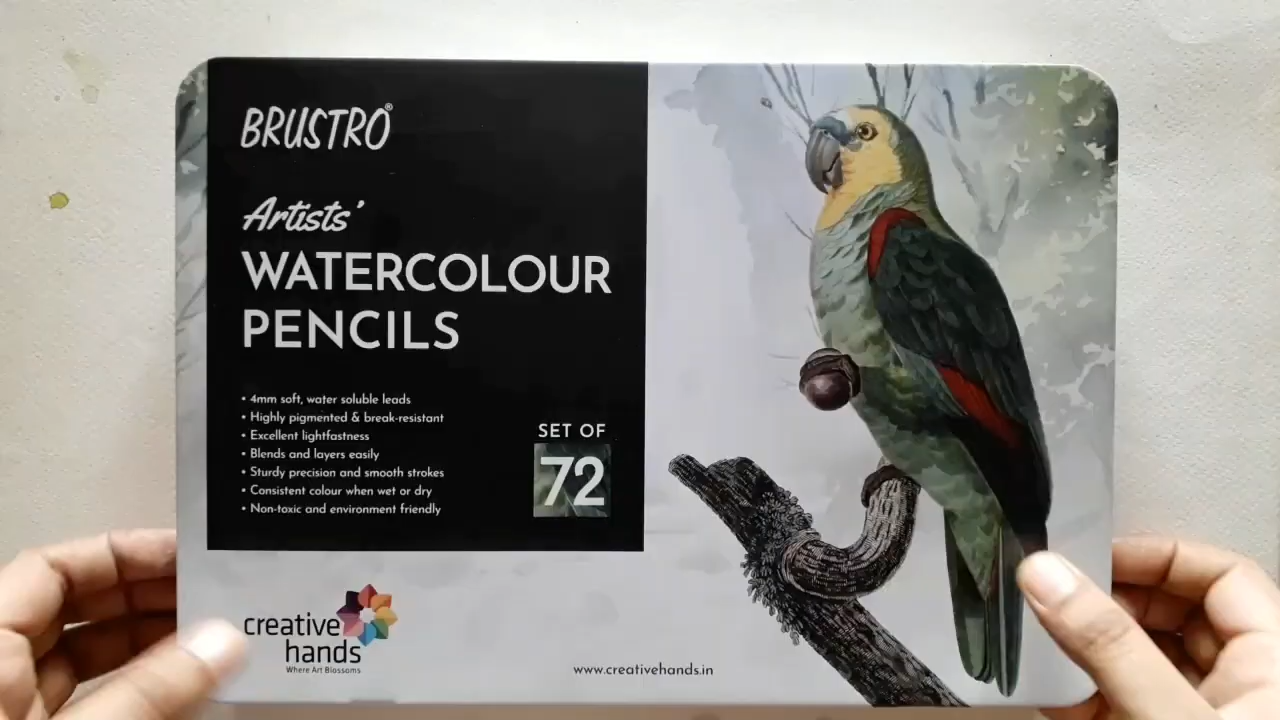 BRUSTRO®
Artists'
WATERCOLOUR
PENCILS
• 4mm soft, water soluble leads
• Highly pigmented & break-resistant
• Excellent lightfastness
• Blends and layers easily
• Sturdy precision and smooth strokes
• Consistent colour when wet or dry
• Non-toxic and environment friendly
SET OF
72
creative
hands
Where Art Blossoms
www.creativehands.in